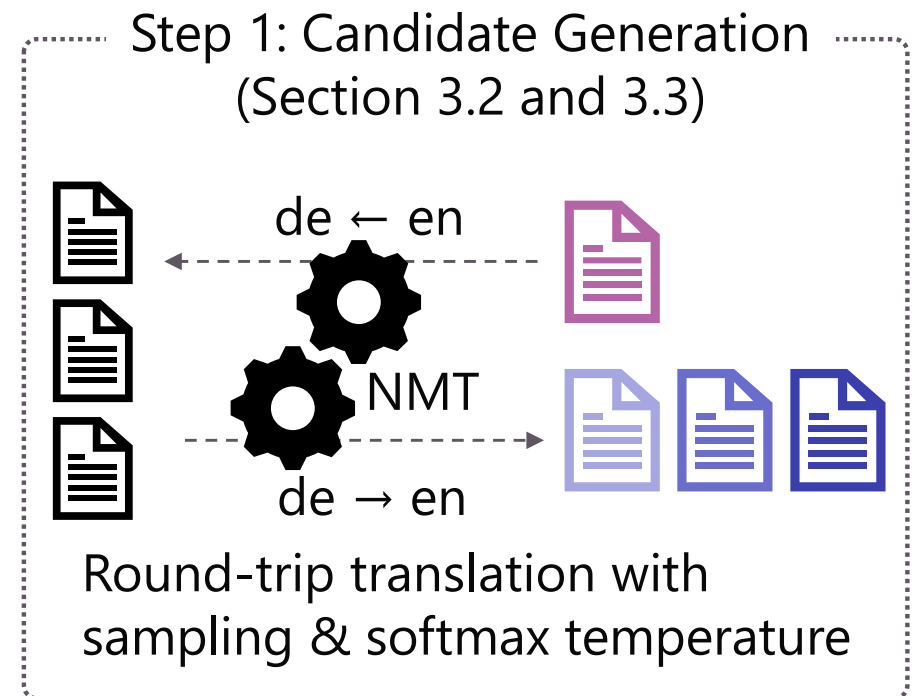 Step 1: Candidate Generation
(Section 3.2 and 3.3)
de ← en
NMT
de → en
Round-trip translation with
sampling & softmax temperature